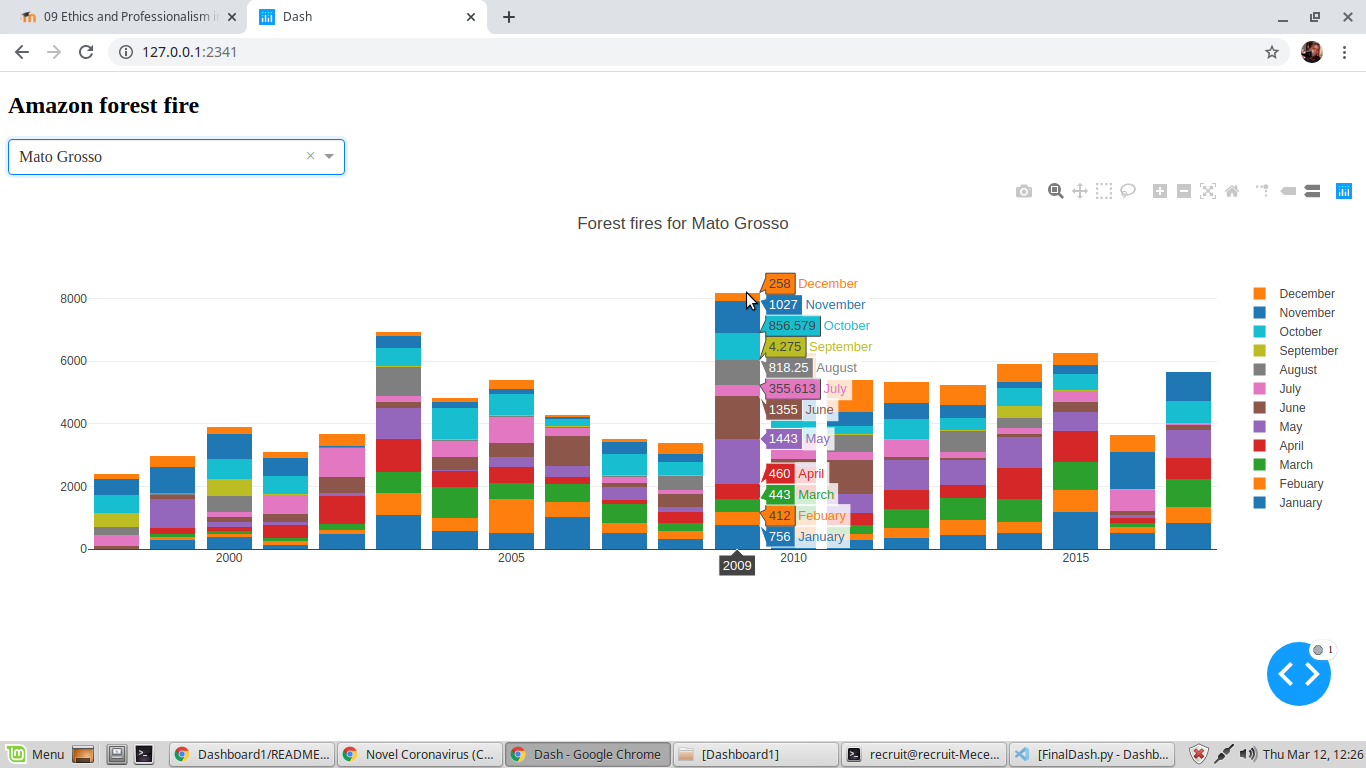 09 Ethics and Professionalism i
Dash
127.0.0.1:2341
Amazon forest fire
Mato Grosso
Forest fires for Mato Grosso
8000
6000
4000
2000
0
258 December
1027 November
856.579 October
4.275 September
818.25 August
355.613 July
1355 June
1443 May
460 April
443 March
412 Febuary
756 January
2000
2005
2009
2010
2015
December
November
October
September
August
July
June
May
April
March
Febuary
January
1
Menu
Dashboard1/README...
Novel Coronavirus (C...
Dash - Google Chrome
[Dashboard1]
recruit@recruit-Mece...
[FinalDash.py - Dashb...
Thu Mar 12, 12:26